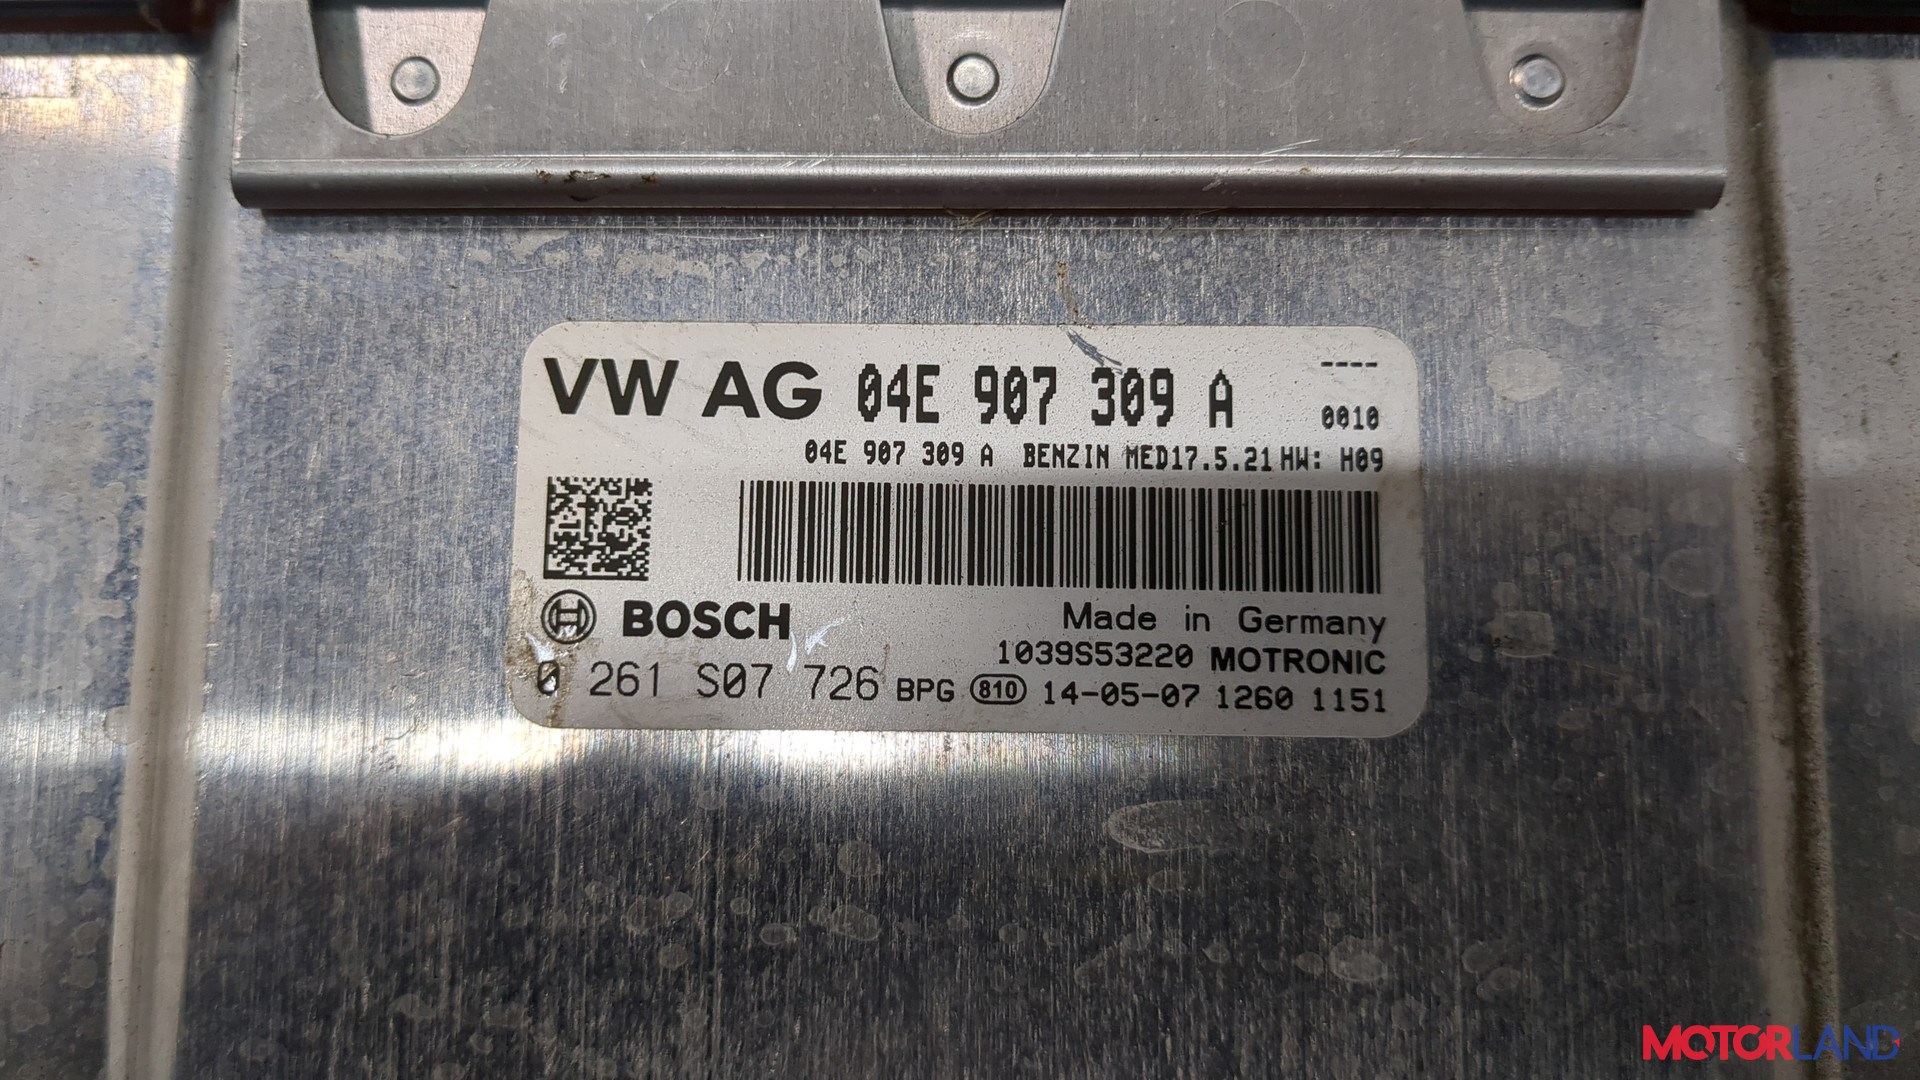 VW AG 04E 907 309 A ----
0010
04E 907 309 A BENZIN MED17.5.21 HW: H09
BOSCH
Made in Germany
1039S53220 MOTRONIC
0 261 S07 726 BPG 810 14-05-07 1260 1151
MOTORLAND